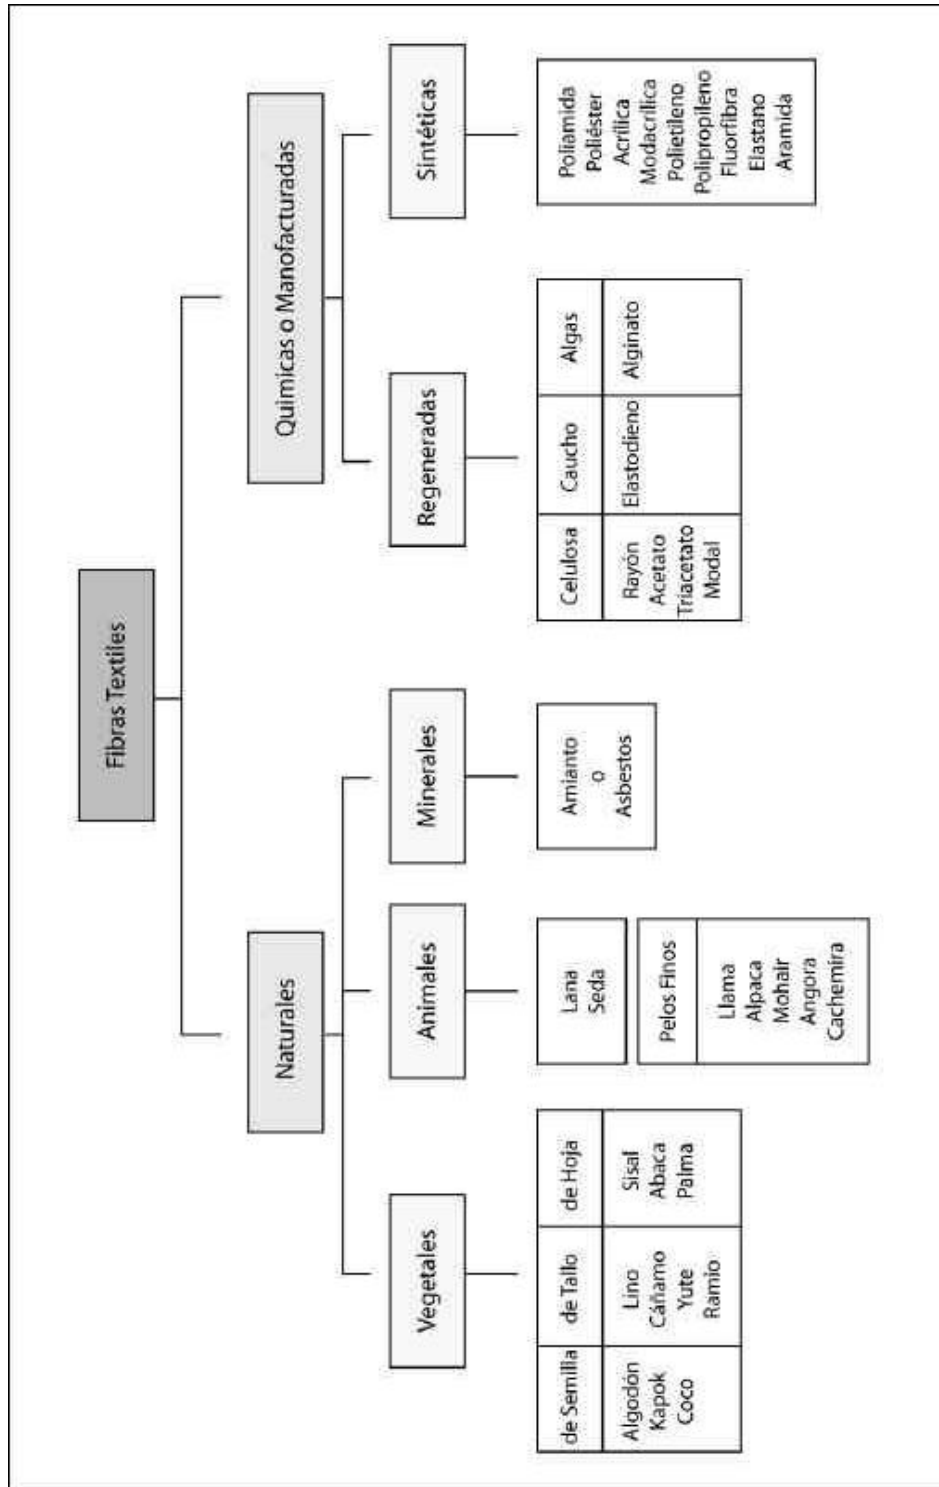 Fibras Textiles
Naturales
Quimicas o Manofacturadas
Vegetales
Animales
Minerales
Regeneradas
Sintéticas
de Semilla
Algodón
Kapok
Coco
de Tallo
Lino
Cáñamo
Yute
Ramio
de Hoja
Sisal
Abaca
Palma
Lana
Seda
Pelos Finos
Llama
Alpaca
Mohair
Angora
Cachemira
Amianto
o
Asbestos
Celulosa
Rayón
Acetato
Triacetato
Modal
Caucho
Elastodieno
Algas
Alginato
Poliamida
Poliéster
Acrílica
Modacrílica
Polietileno
Polipropileno
Fluorfibra
Elastano
Aramida